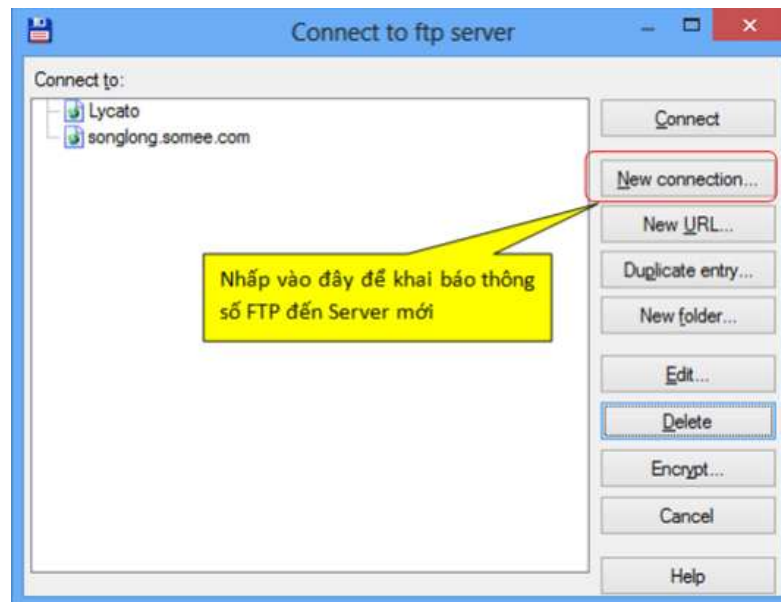 Connect to ftp server
Connect to:
Lycato
songlong.somee.com
Connect
New connection...
New URL...
Nhấp vào đây để khai báo thông
số FTP đến Server mới
Duplicate entry...
New folder...
Edit...
Delete
Encrypt...
Cancel
Help